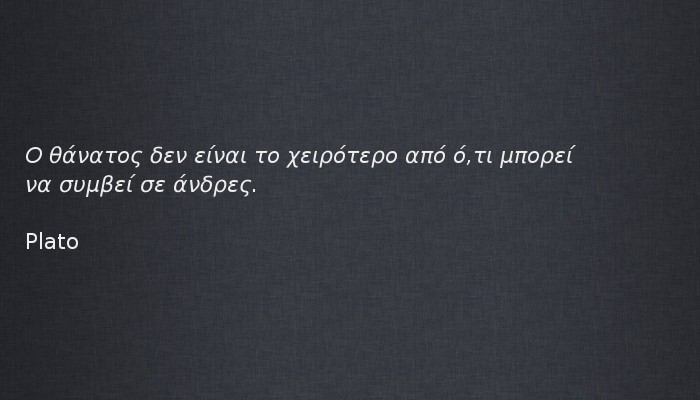 Ο θάνατος δεν είναι το χειρότερο από ό,τι μπορεί
να συμβεί σε άνδρες.
Plato